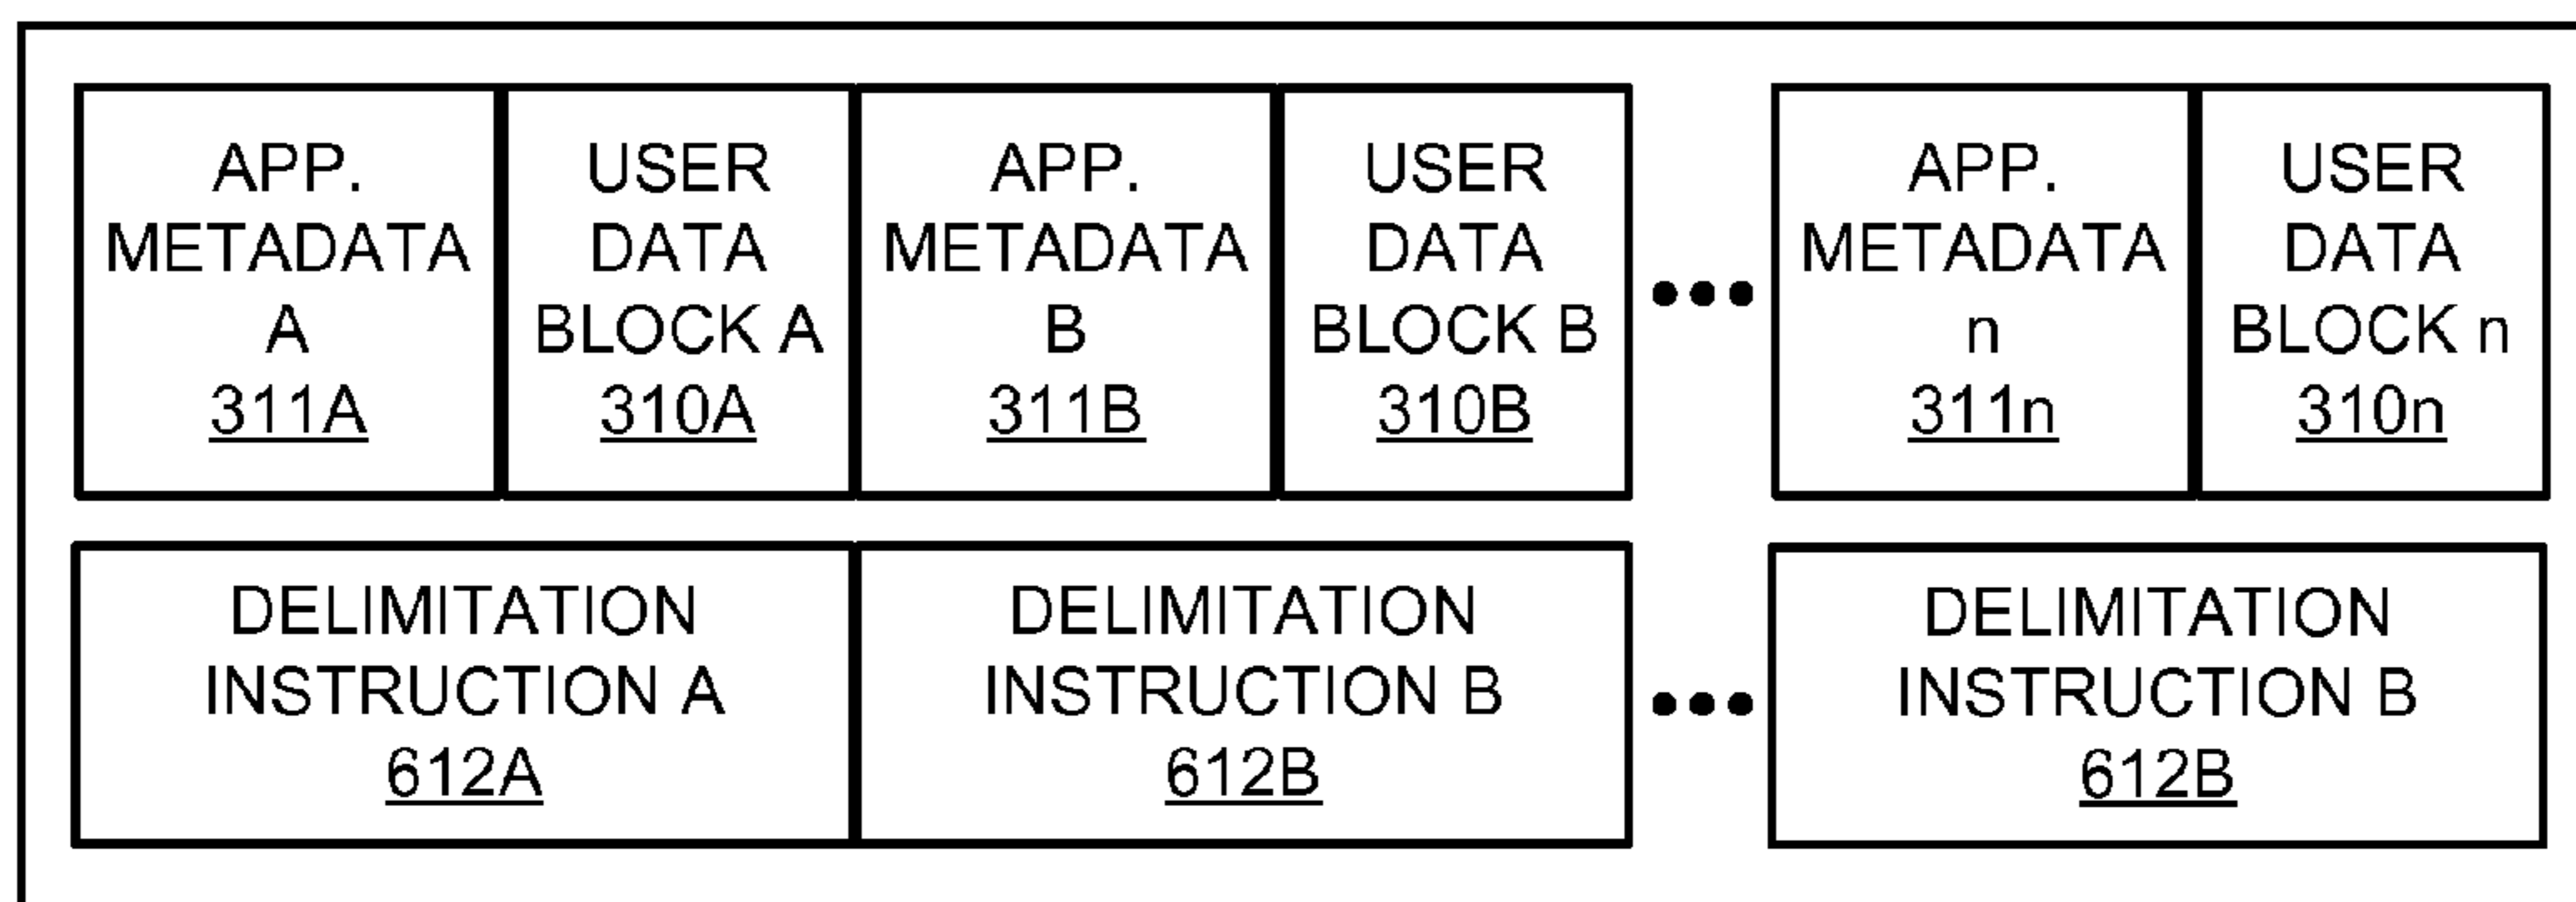 APP.
METADATA
A
311A
USER
DATA
BLOCK A
310A
APP.
METADATA
B
311B
USER
DATA
BLOCK B
310B
APP.
METADATA
n
311n
USER
DATA
BLOCK n
310n
DELIMITATION
INSTRUCTION A
612A
DELIMITATION
INSTRUCTION B
612B
DELIMITATION
INSTRUCTION B
612B